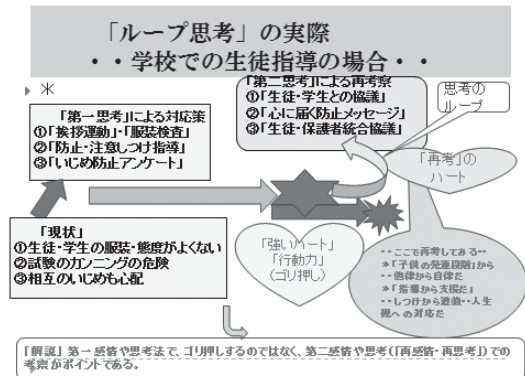 「ループ思考」の実際
・・学校での生徒指導の場合・・
＊
「第一思考」による対応策
①「挨拶運動」・「服装検査」
②「防止・注意しつけ指導」
③「いじめ防止アンケート」
「第二思考」による再考察
①「生徒・学生との協議」
②「心に届く防止メッセージ」
③「生徒・保護者統合協議」
思考の
ループ
「再考」の
ハート
「現状」
①生徒・学生の服装・態度がよくない
②試験のカンニングの危険
③相互のいじめも心配
「強いハート」
「行動力」
（ゴリ押し）
・・ここで再考してみる・・
＊「子供の発達段階」から
・・他律から自律だ
＊「指導から支援だ」
・・しつけから道徳・・人生
観への対応だ
「解説」第一感情や思考法で、ゴリ押しするのではなく、第二感情や思考（「再感情・再思考」）での
考察がポイントである。